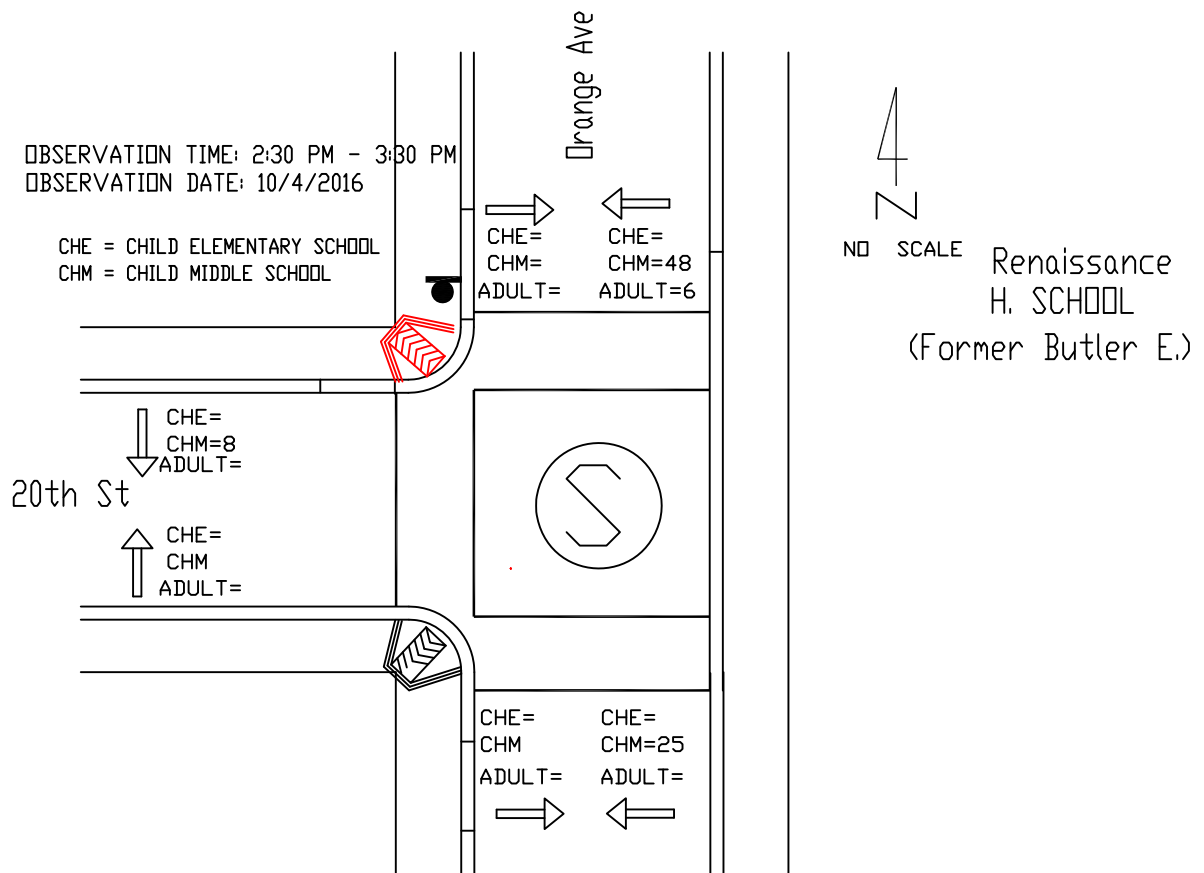 Orange Ave
OBSERVATION TIME: 2:30 PM - 3:30 PM
OBSERVATION DATE: 10/4/2016
CHE = CHILD ELEMENTARY SCHOOL
CHM = CHILD MIDDLE SCHOOL
CHE=
CHM=
ADULT=
CHE=
CHM=48
ADULT=6
N
NO SCALE
Renaissance
H. SCHOOL
(Former Butler E.)
CHE=
CHM=8
ADULT=
20th St
CHE=
CHM
ADULT=
S
CHE=
CHM
ADULT=
CHE=
CHM=25
ADULT=